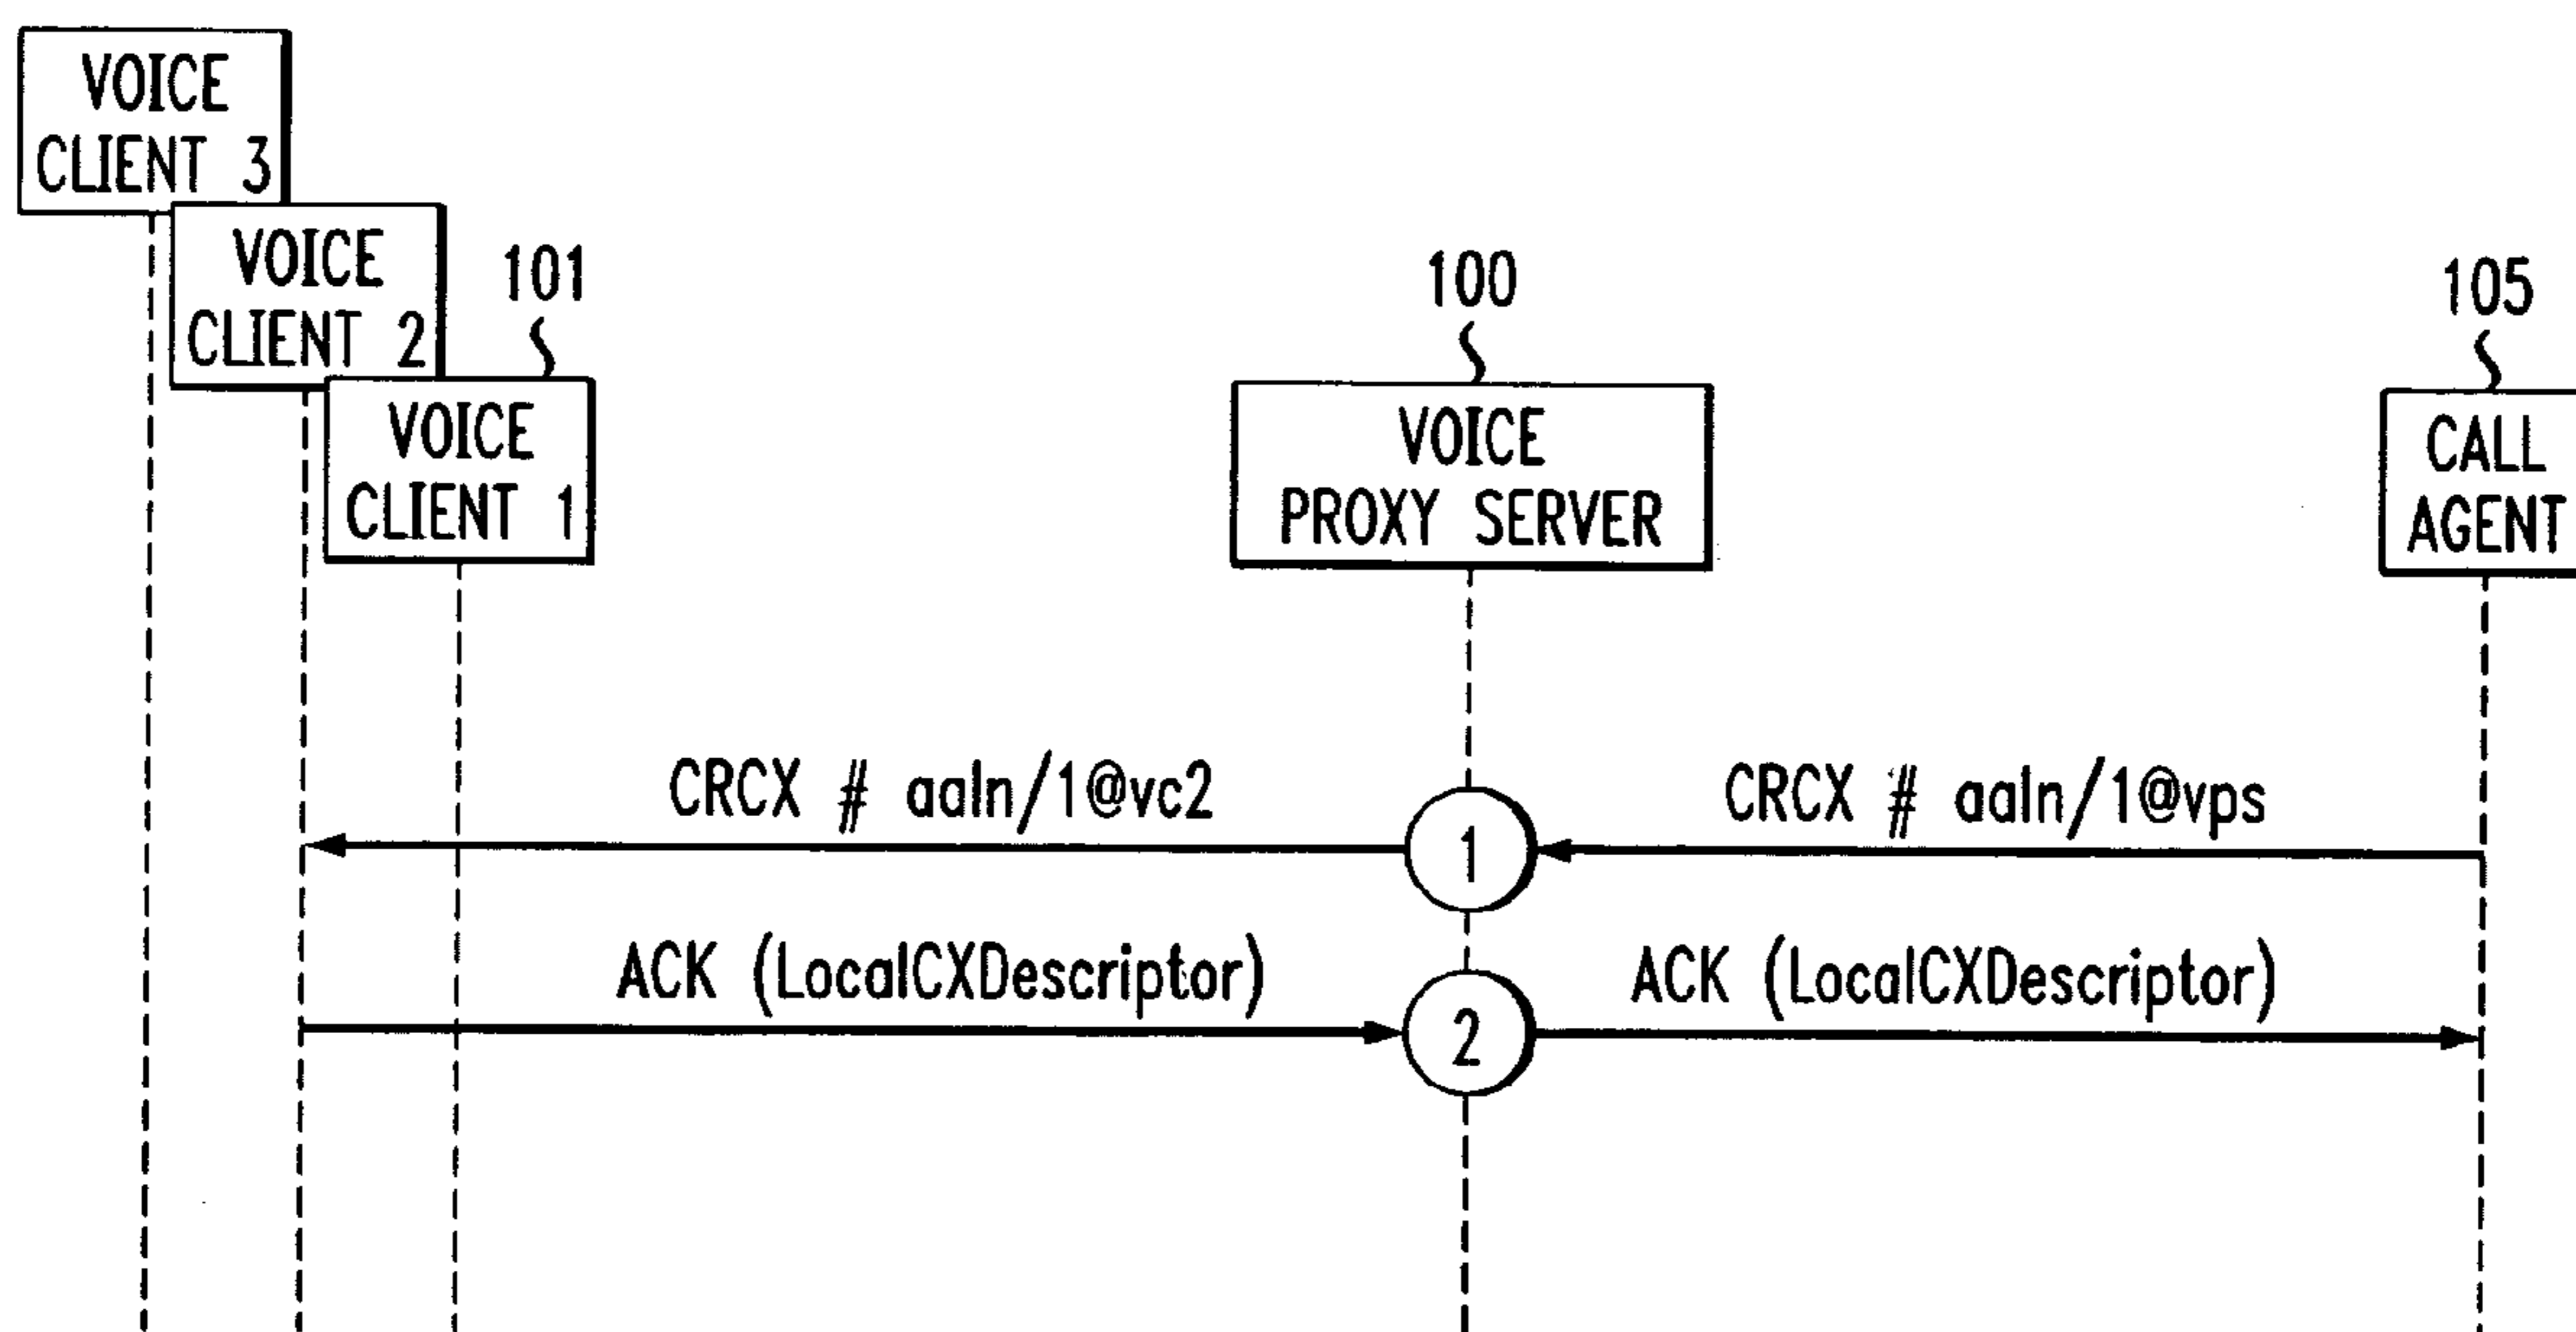 VOICE
CLIENT 3
VOICE
CLIENT 2
101
VOICE
CLIENT 1
100
VOICE
PROXY SERVER
105
CALL
AGENT
CRCX # aaln/1@vc2
1
CRCX # aaln/1@vps
ACK (LocalCXDescriptor)
2
ACK (LocalCXDescriptor)